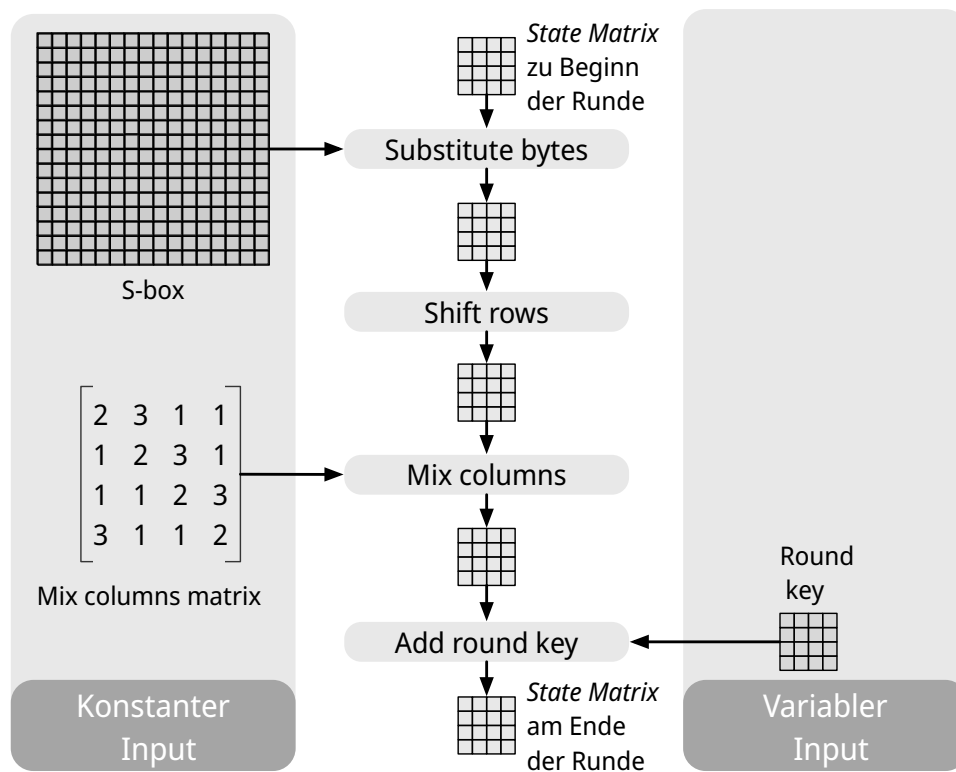 State Matrix
zu Beginn
der Runde
Substitute bytes
S-box
Shift rows
2 3 1 1
1 2 3 1
1 1 2 3
3 1 1 2
Mix columns
Mix columns matrix
Round
key
Add round key
State Matrix
am Ende
der Runde
Konstanter
Input
Variabler
Input